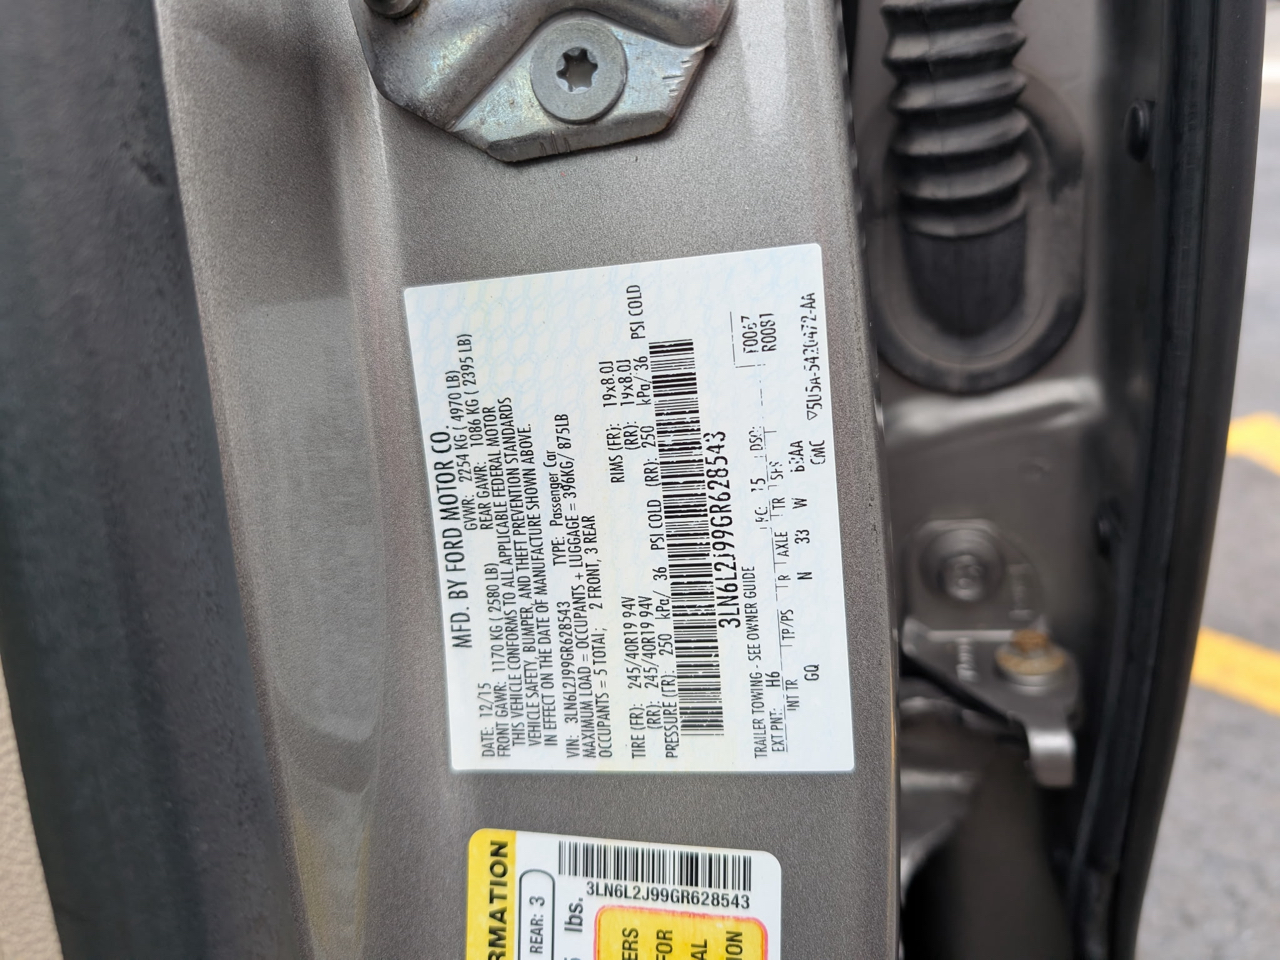 MFD. BY FORD MOTOR CO.
DATE: 12/15 GVWR: 2254 KG ( 4970 LB)
FRONT GAWR: 1170 KG ( 2580 LB) REAR GAWR: 1086 KG ( 2395 LB)
THIS VEHICLE CONFORMS TO ALL APPLICABLE FEDERAL MOTOR
VEHICLE SAFETY, BUMPER, AND THEFT PREVENTION STANDARDS
IN EFFECT ON THE DATE OF MANUFACTURE SHOWN ABOVE.
VIN: 3LN6L2J99GR628543 TYPE: Passenger Car
MAXIMUM LOAD = OCCUPANTS + LUGGAGE = 396KG/ 875LB
OCCUPANTS = 5 TOTAL: 2 FRONT, 3 REAR
TIRE (FR): 245/40R19 94V RIMS (FR): 19x8.0J
(RR): 245/40R19 94V (RR): 19x8.0J
PRESSURE (FR): 250 kPa/ 36 PSI COLD (RR): 250 kPa/ 36 PSI COLD
3LN6L2J99GR628543
TRAILER TOWING - SEE OWNER GUIDE
F0067
R0081
EXT PNT: H6
INT TR TP/PS R AXLE TR
GQ N 33 W
CMC
RMATION
REAR: 3
lbs.
3LN6L2J99GR628543